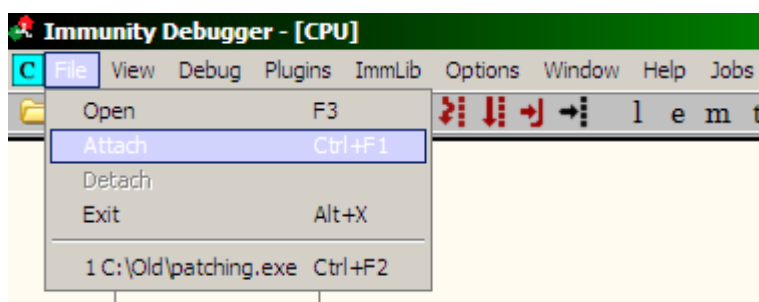 Immunity Debugger - [CPU]
C File View Debug Plugins ImmLib Options Window Help Jobs
l e m t
Open F3
Attach Ctrl+F1
Detach
Exit Alt+X
1 C:\Old\patching.exe Ctrl+F2